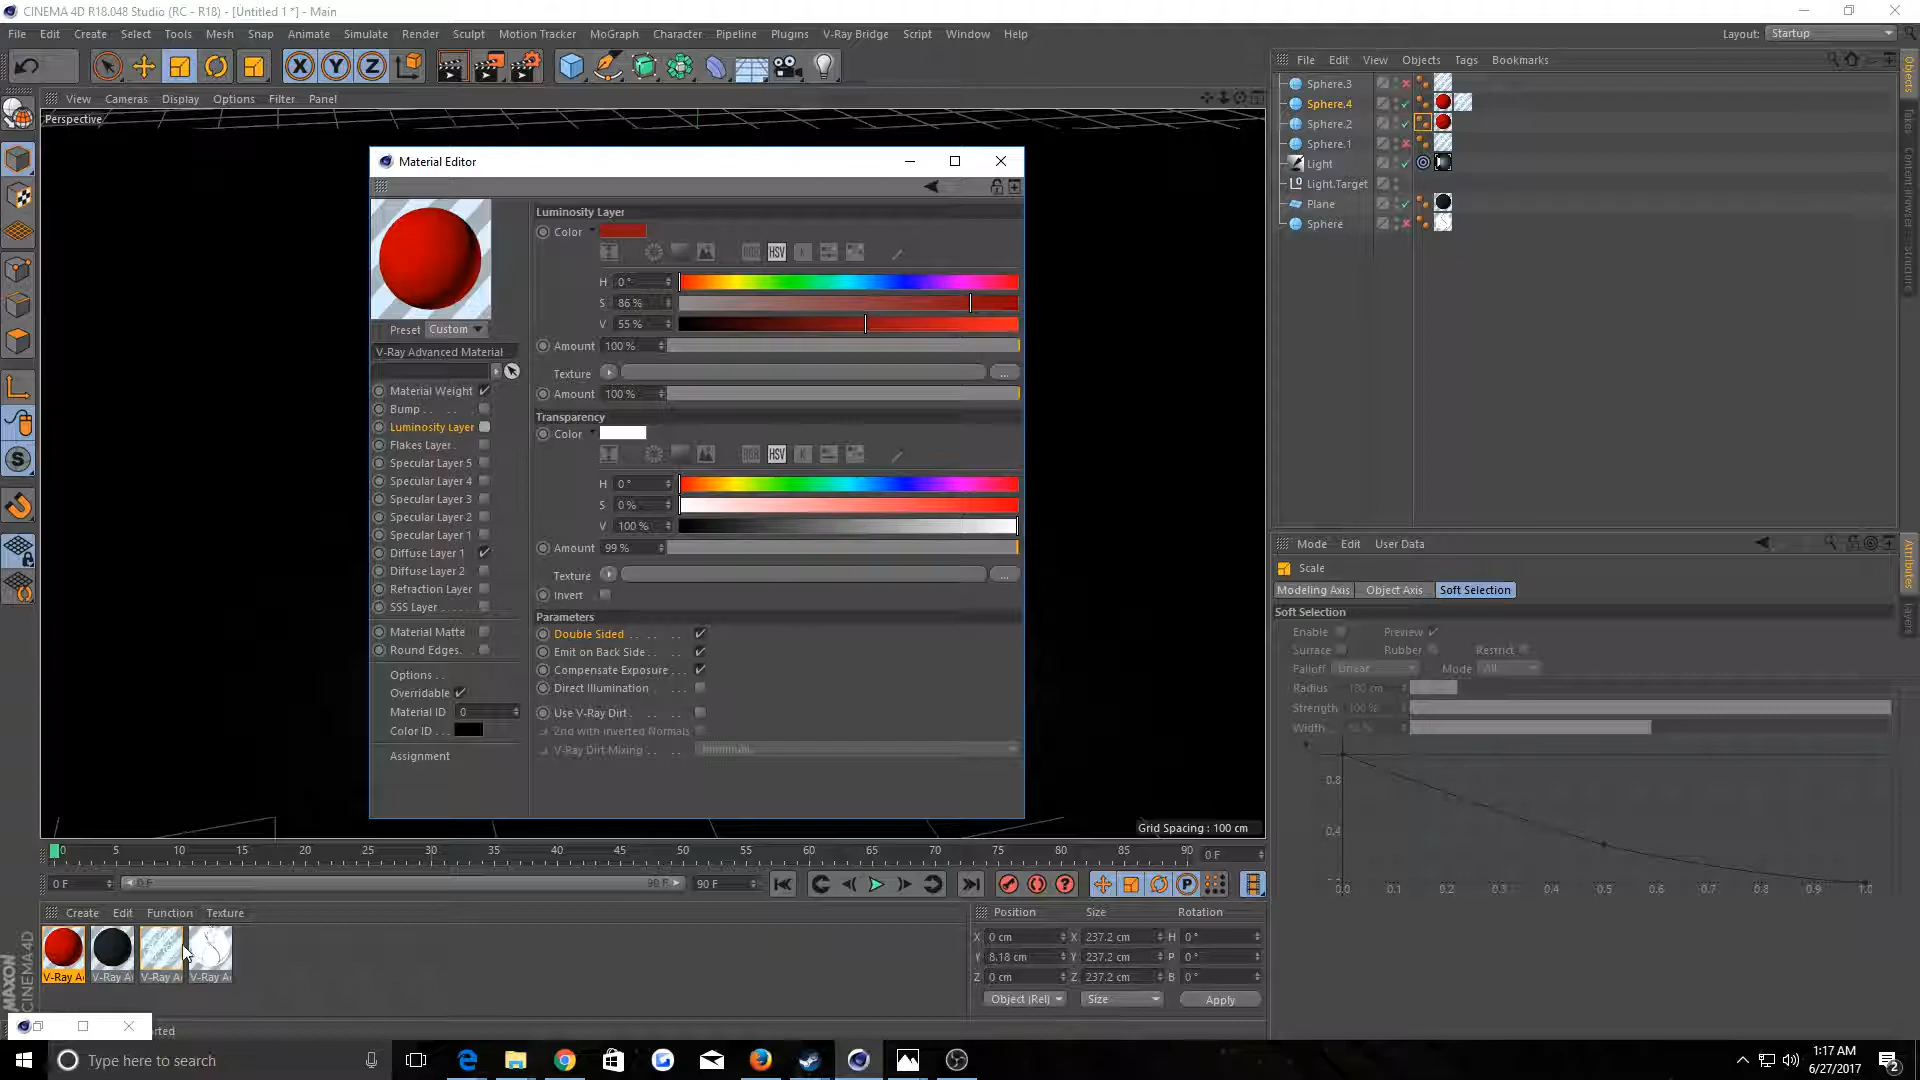 CINEMA 4D R18.048 Studio (RC - R18) - [Untitled 1 *] - Main
File Edit Create Select Tools Mesh Snap Animate Simulate Render Sculpt Motion Tracker MoGraph Character Pipeline Plugins V-Ray Bridge Script Window Help
Layout: Startup
View Cameras Display Options Filter Panel
Perspective
Material Editor
Preset Custom
V-Ray Advanced Material
Material Weight
Bump
Luminosity Layer
Flakes Layer
Specular Layer 5
Specular Layer 4
Specular Layer 3
Specular Layer 2
Specular Layer 1
Diffuse Layer 1
Diffuse Layer 2
Refraction Layer
SSS Layer
Material Matte
Round Edges
Options
Overridable
Material ID 0
Color ID
Assignment
Luminosity Layer
Color
RGB HSV K
H 0 °
S 86 %
V 55 %
Amount 100 %
Texture ...
Amount 100 %
Transparency
Color
RGB HSV K
H 0 °
S 0 %
V 100 %
Amount 99 %
Texture ...
Invert
Parameters
Double Sided
Emit on Back Side
Compensate Exposure
Direct Illumination
Use V-Ray Dirt
2nd with Inverted Normals
V-Ray Dirt Mixing Minimum
Grid Spacing : 100 cm
File Edit View Objects Tags Bookmarks
Sphere.3
Sphere.4
Sphere.2
Sphere.1
Light
Light.Target
Plane
Sphere
Objects
Takes
Content Browser
Structure
Mode Edit User Data
Scale
Modeling Axis Object Axis Soft Selection
Soft Selection
Enable Preview
Surface Rubber Restrict
Falloff Linear Mode All
Radius 100 cm
Strength 100 %
Width
0.8
0.4
0.0 0.1 0.2 0.3 0.4 0.5 0.6 0.7 0.8 0.9 1.0
Attributes
Layers
0 5 10 15 20 25 30 35 40 45 50 55 60 65 70 75 80 85 90 0 F
0 F 0 F 90 F 90 F
Create Edit Function Texture
V-Ray A V-Ray A V-Ray A V-Ray A
Position Size Rotation
X 0 cm X 237.2 cm H 0 °
Y 8.18 cm Y 237.2 cm P 0 °
Z 0 cm Z 237.2 cm B 0 °
Object (Rel) Size Apply
MAXON
CINEMA 4D
orted
Type here to search
1:17 AM
6/27/2017
2